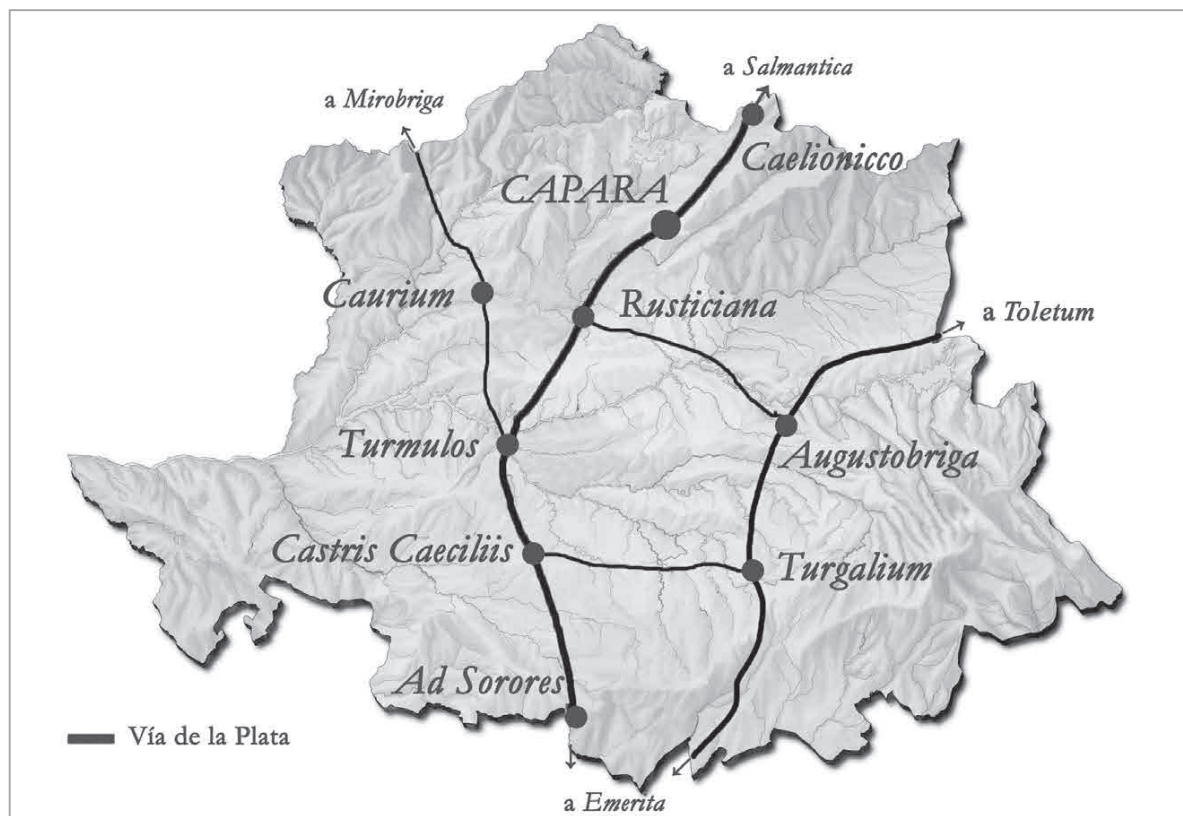 a Salmantica
a Mirobriga
Caelionicco
CAPARA
Caurium
Rusticiana
a Toletum
Turmulos
Augustobriga
Castris Caeciliis
Turgalium
Ad Sorores
Vía de la Plata
a Emerita